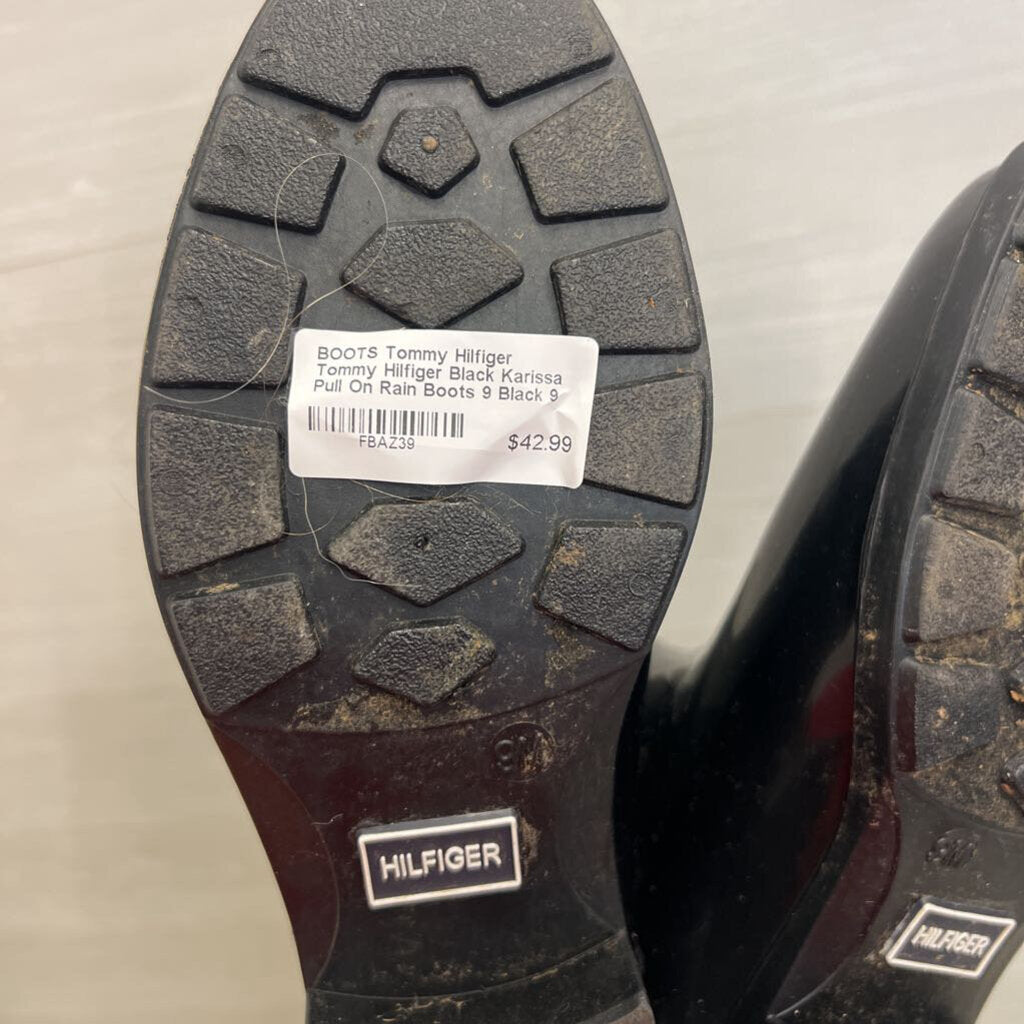 BOOTS Tommy Hilfiger
Tommy Hilfiger Black Karissa
Pull On Rain Boots 9 Black 9
FBAZ39
$42.99
9M
HILFIGER
9M
HILFIGER